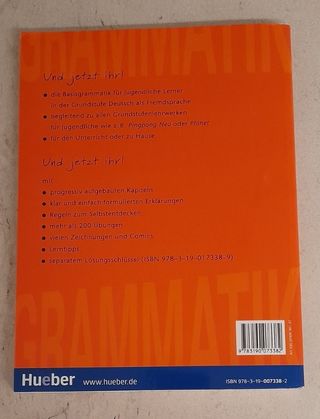 GRAMMATIK
Und jetzt ihr!
• die Basisgrammatik für jugendliche Lerner
in der Grundstufe Deutsch als Fremdsprache
• begleitend zu allen Grundstufenlehrwerken
für Jugendliche wie z.B. Pingpong Neu oder Planet
• für den Unterricht oder zu Hause
Und jetzt ihr!
mit
• progressiv aufgebauten Kapiteln
• klar und einfach formulierten Erklärungen
• Regeln zum Selbstentdecken
• mehr als 200 Übungen
• vielen Zeichnungen und Comics
• Lerntipps
• separatem Lösungsschlüssel (ISBN 978-3-19-017338-9)
GRAMMATIK
9 783190 073382
Hueber
www.hueber.de
ISBN 978-3-19-007338-2